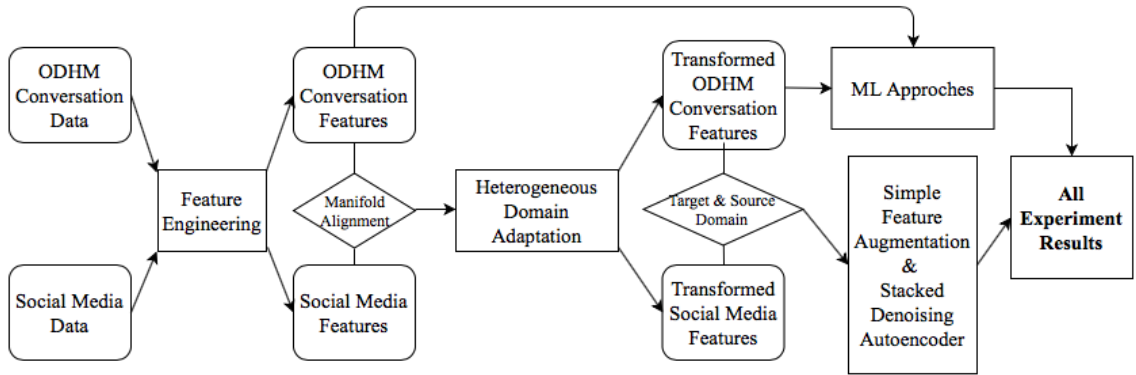 ODHM
Conversation
Data
Social Media
Data
Feature
Engineering
ODHM
Conversation
Features
Manifold
Alignment
Social Media
Features
Heterogeneous
Domain
Adaptation
Transformed
ODHM
Conversation
Features
Target & Source
Domain
Transformed
Social Media
Features
ML Approches
Simple
Feature
Augmentation
&
Stacked
Denoising
Autoencoder
All
Experiment
Results